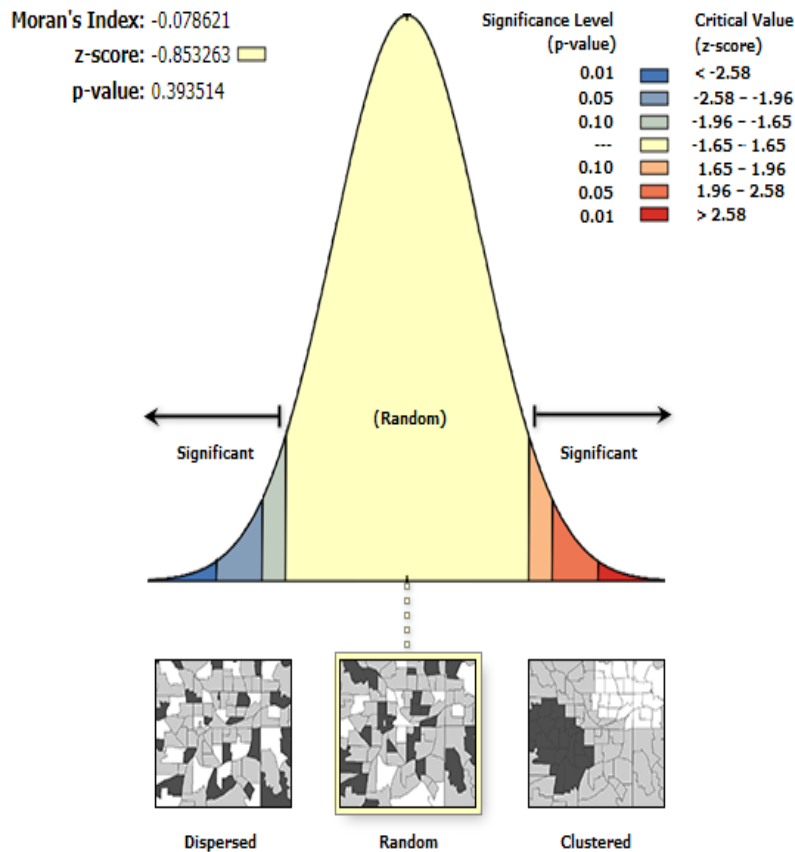 Moran's Index: -0.078621
z-score: -0.853263
p-value: 0.393514
Significance Level
(p-value)
Critical Value
(z-score)
0.01 < -2.58
0.05 -2.58 – -1.96
0.10 -1.96 – -1.65
--- -1.65 – 1.65
0.10 1.65 – 1.96
0.05 1.96 – 2.58
0.01 > 2.58
Significant
(Random)
Significant
Dispersed
Random
Clustered